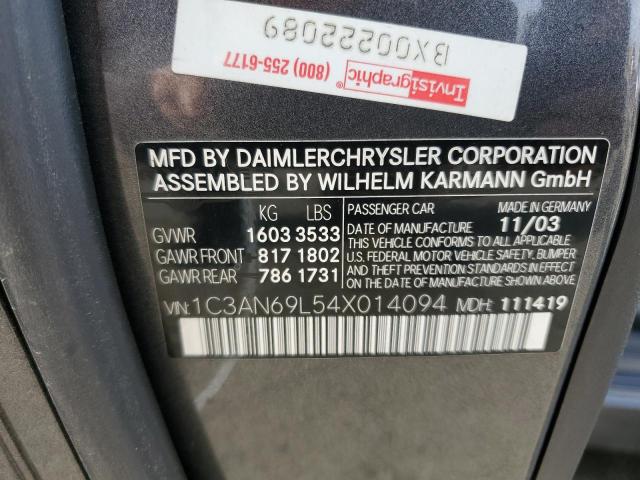 BX00222089
Invisigraphic
(800) 255-6177
MFD BY DAIMLERCHRYSLER CORPORATION
ASSEMBLED BY WILHELM KARMANN GmbH
KG LBS
GVWR 1603 3533
GAWR FRONT 817 1802
GAWR REAR 786 1731
PASSENGER CAR MADE IN GERMANY
DATE OF MANUFACTURE 11/03
THIS VEHICLE CONFORMS TO ALL APPLICABLE
U.S. FEDERAL MOTOR VEHICLE SAFETY, BUMPER,
AND THEFT PREVENTION STANDARDS IN EFFECT
ON THE DATE OF MANUFACTURE SHOWN ABOVE.
VIN: 1C3AN69L54X014094 MDH: 111419